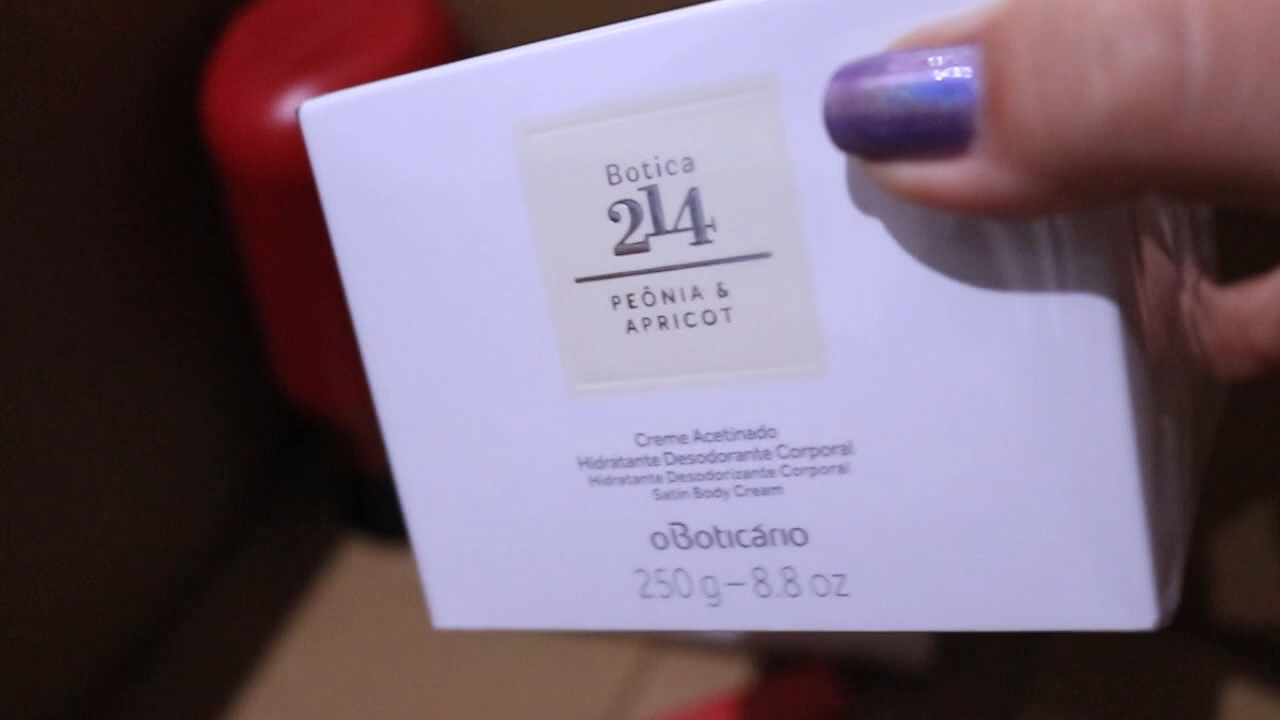 Botica
214
PEÔNIA &
APRICOT
Creme Acetinado
Hidratante Desodorante Corporal
Hidratante Desodorizante Corporal
Satin Body Cream
oBoticário
250 g – 8.8 oz